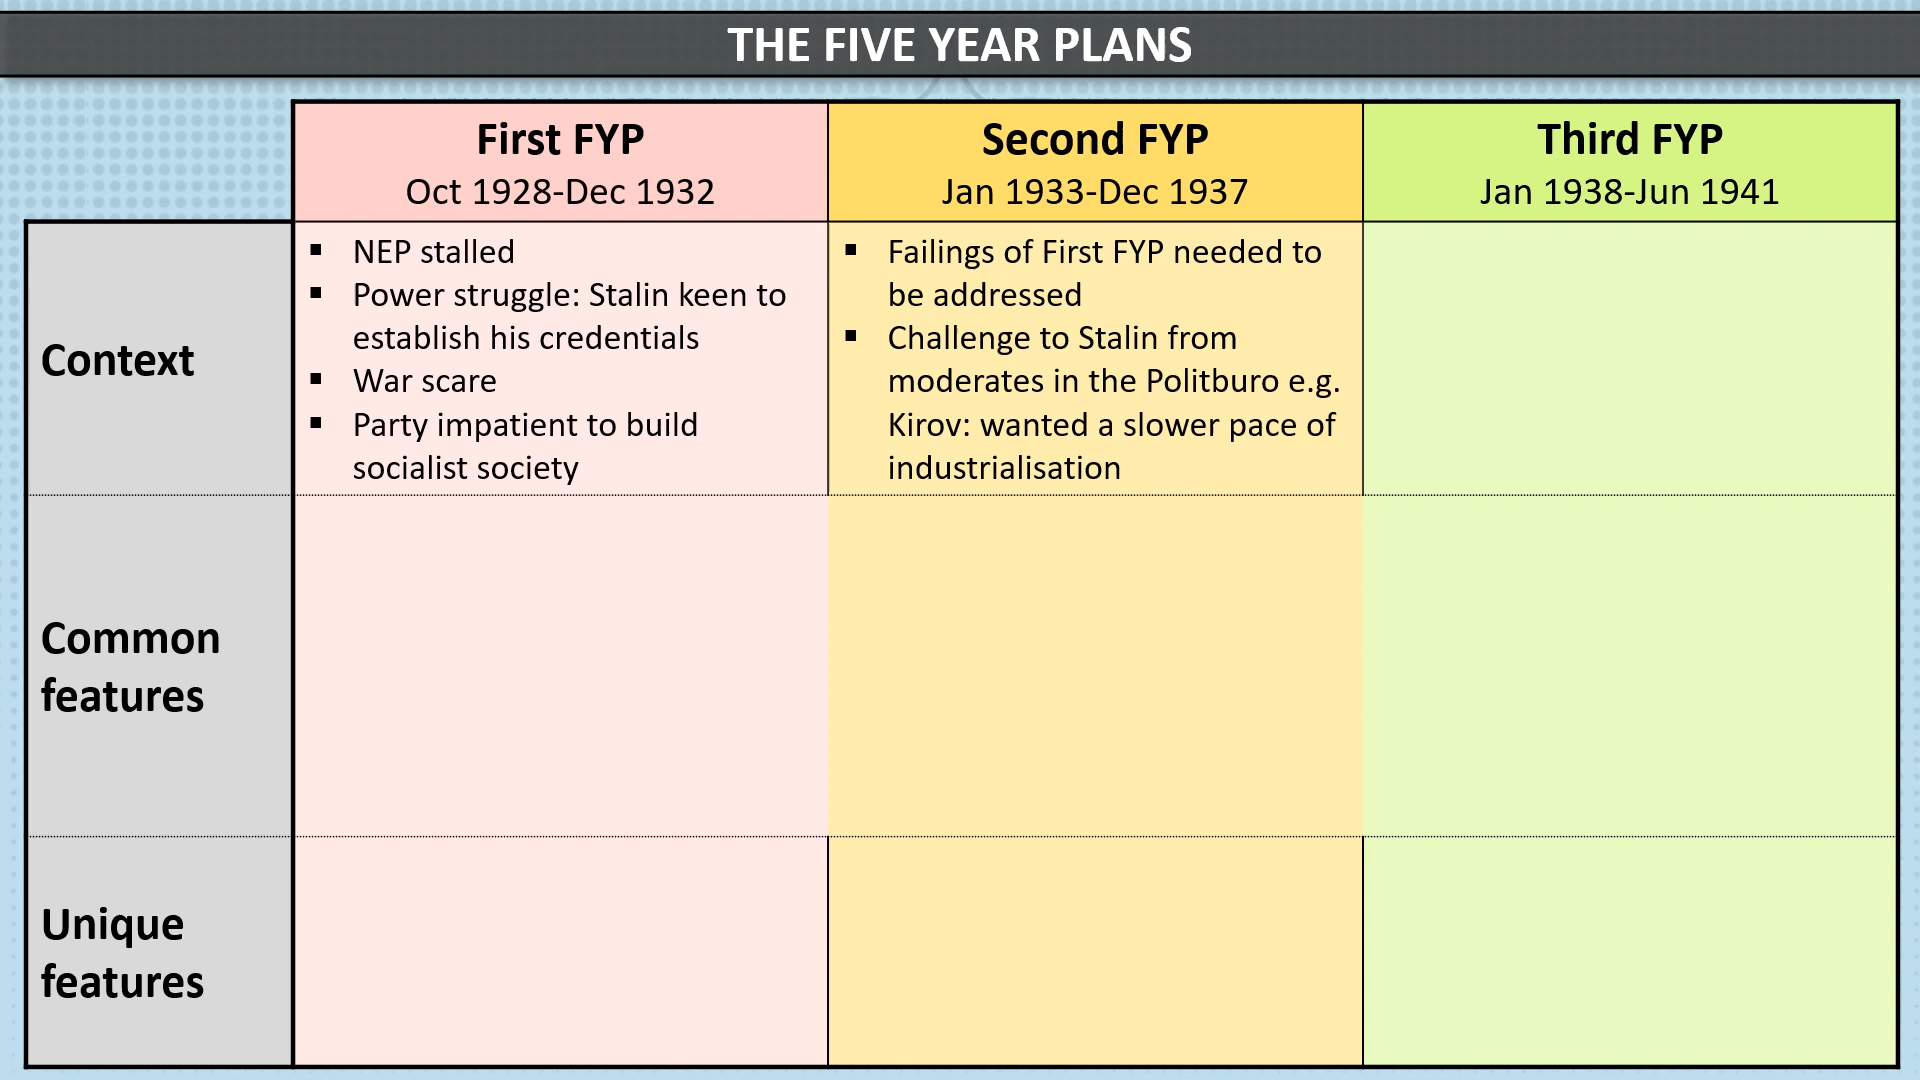 THE FIVE YEAR PLANS
First FYP
Oct 1928-Dec 1932
Second FYP
Jan 1933-Dec 1937
Third FYP
Jan 1938-Jun 1941
Context
▪ NEP stalled
▪ Power struggle: Stalin keen to
establish his credentials
▪ War scare
▪ Party impatient to build
socialist society
▪ Failings of First FYP needed to
be addressed
▪ Challenge to Stalin from
moderates in the Politburo e.g.
Kirov: wanted a slower pace of
industrialisation
Common
features
Unique
features